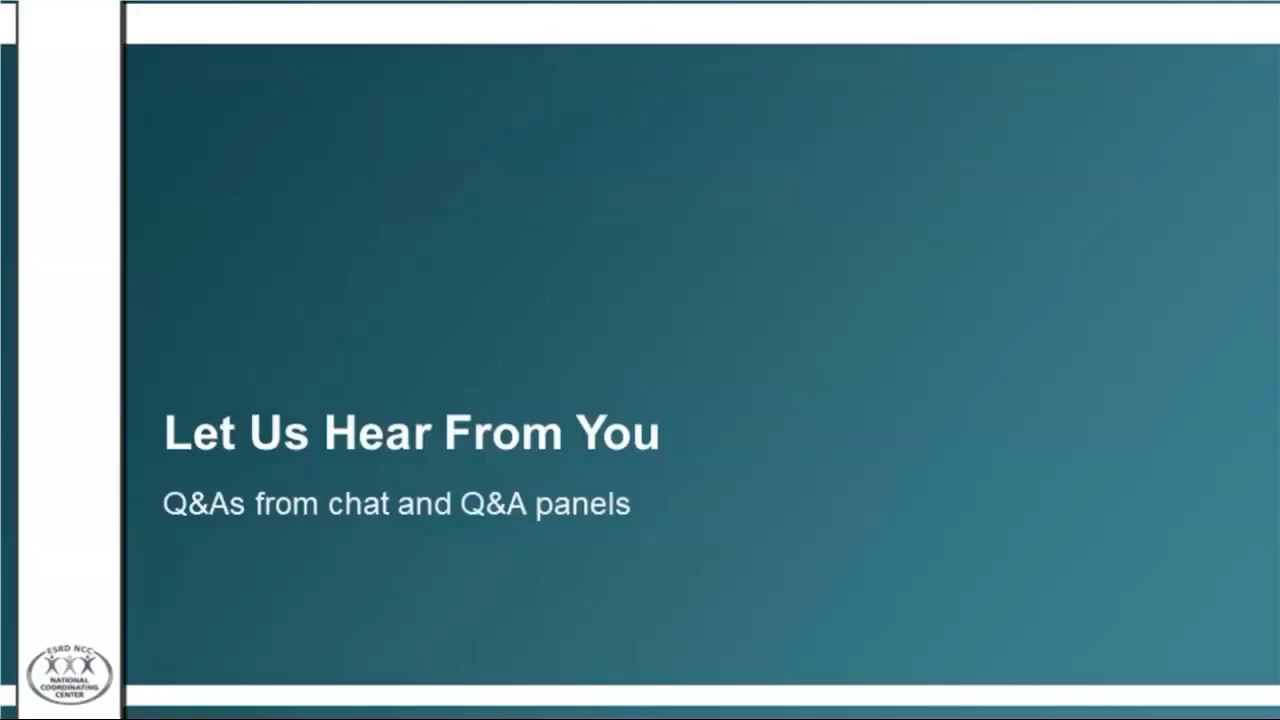 Let Us Hear From You
Q&As from chat and Q&A panels
ESRD NCC
NATIONAL
COORDINATING
CENTER